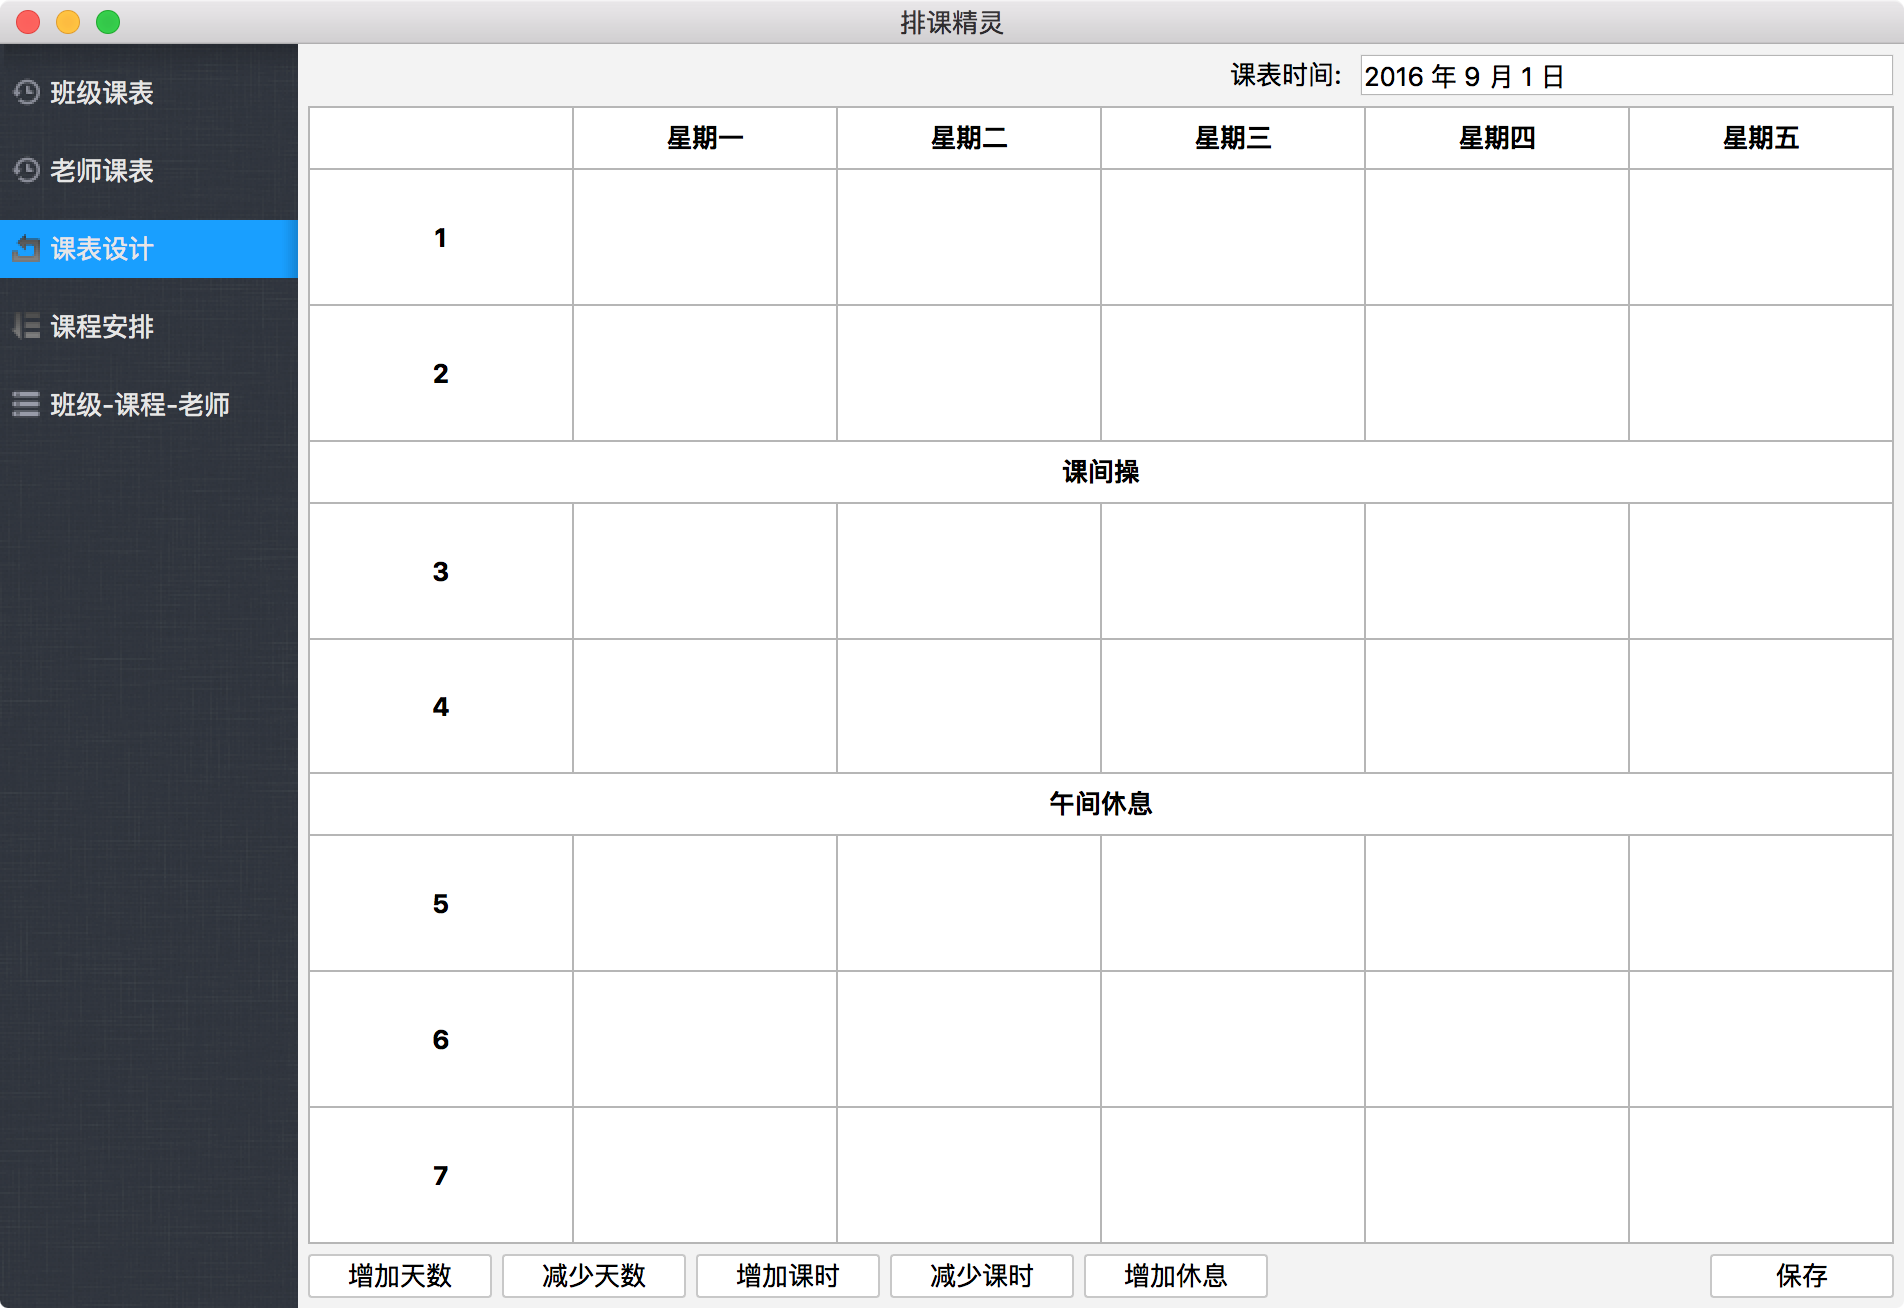 排课精灵
班级课表
老师课表
课表设计
课程安排
班级-课程-老师
课表时间: 2016 年 9 月 1 日
星期一 星期二 星期三 星期四 星期五
1
2
课间操
3
4
午间休息
5
6
7
增加天数 减少天数 增加课时 减少课时 增加休息 保存